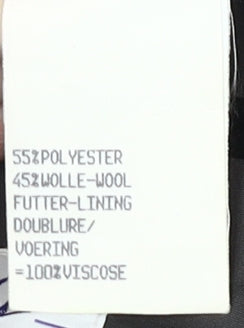 55%POLYESTER
45%WOLLE-WOOL
FUTTER-LINING
DOUBLURE/
VOERING
=100%VISCOSE